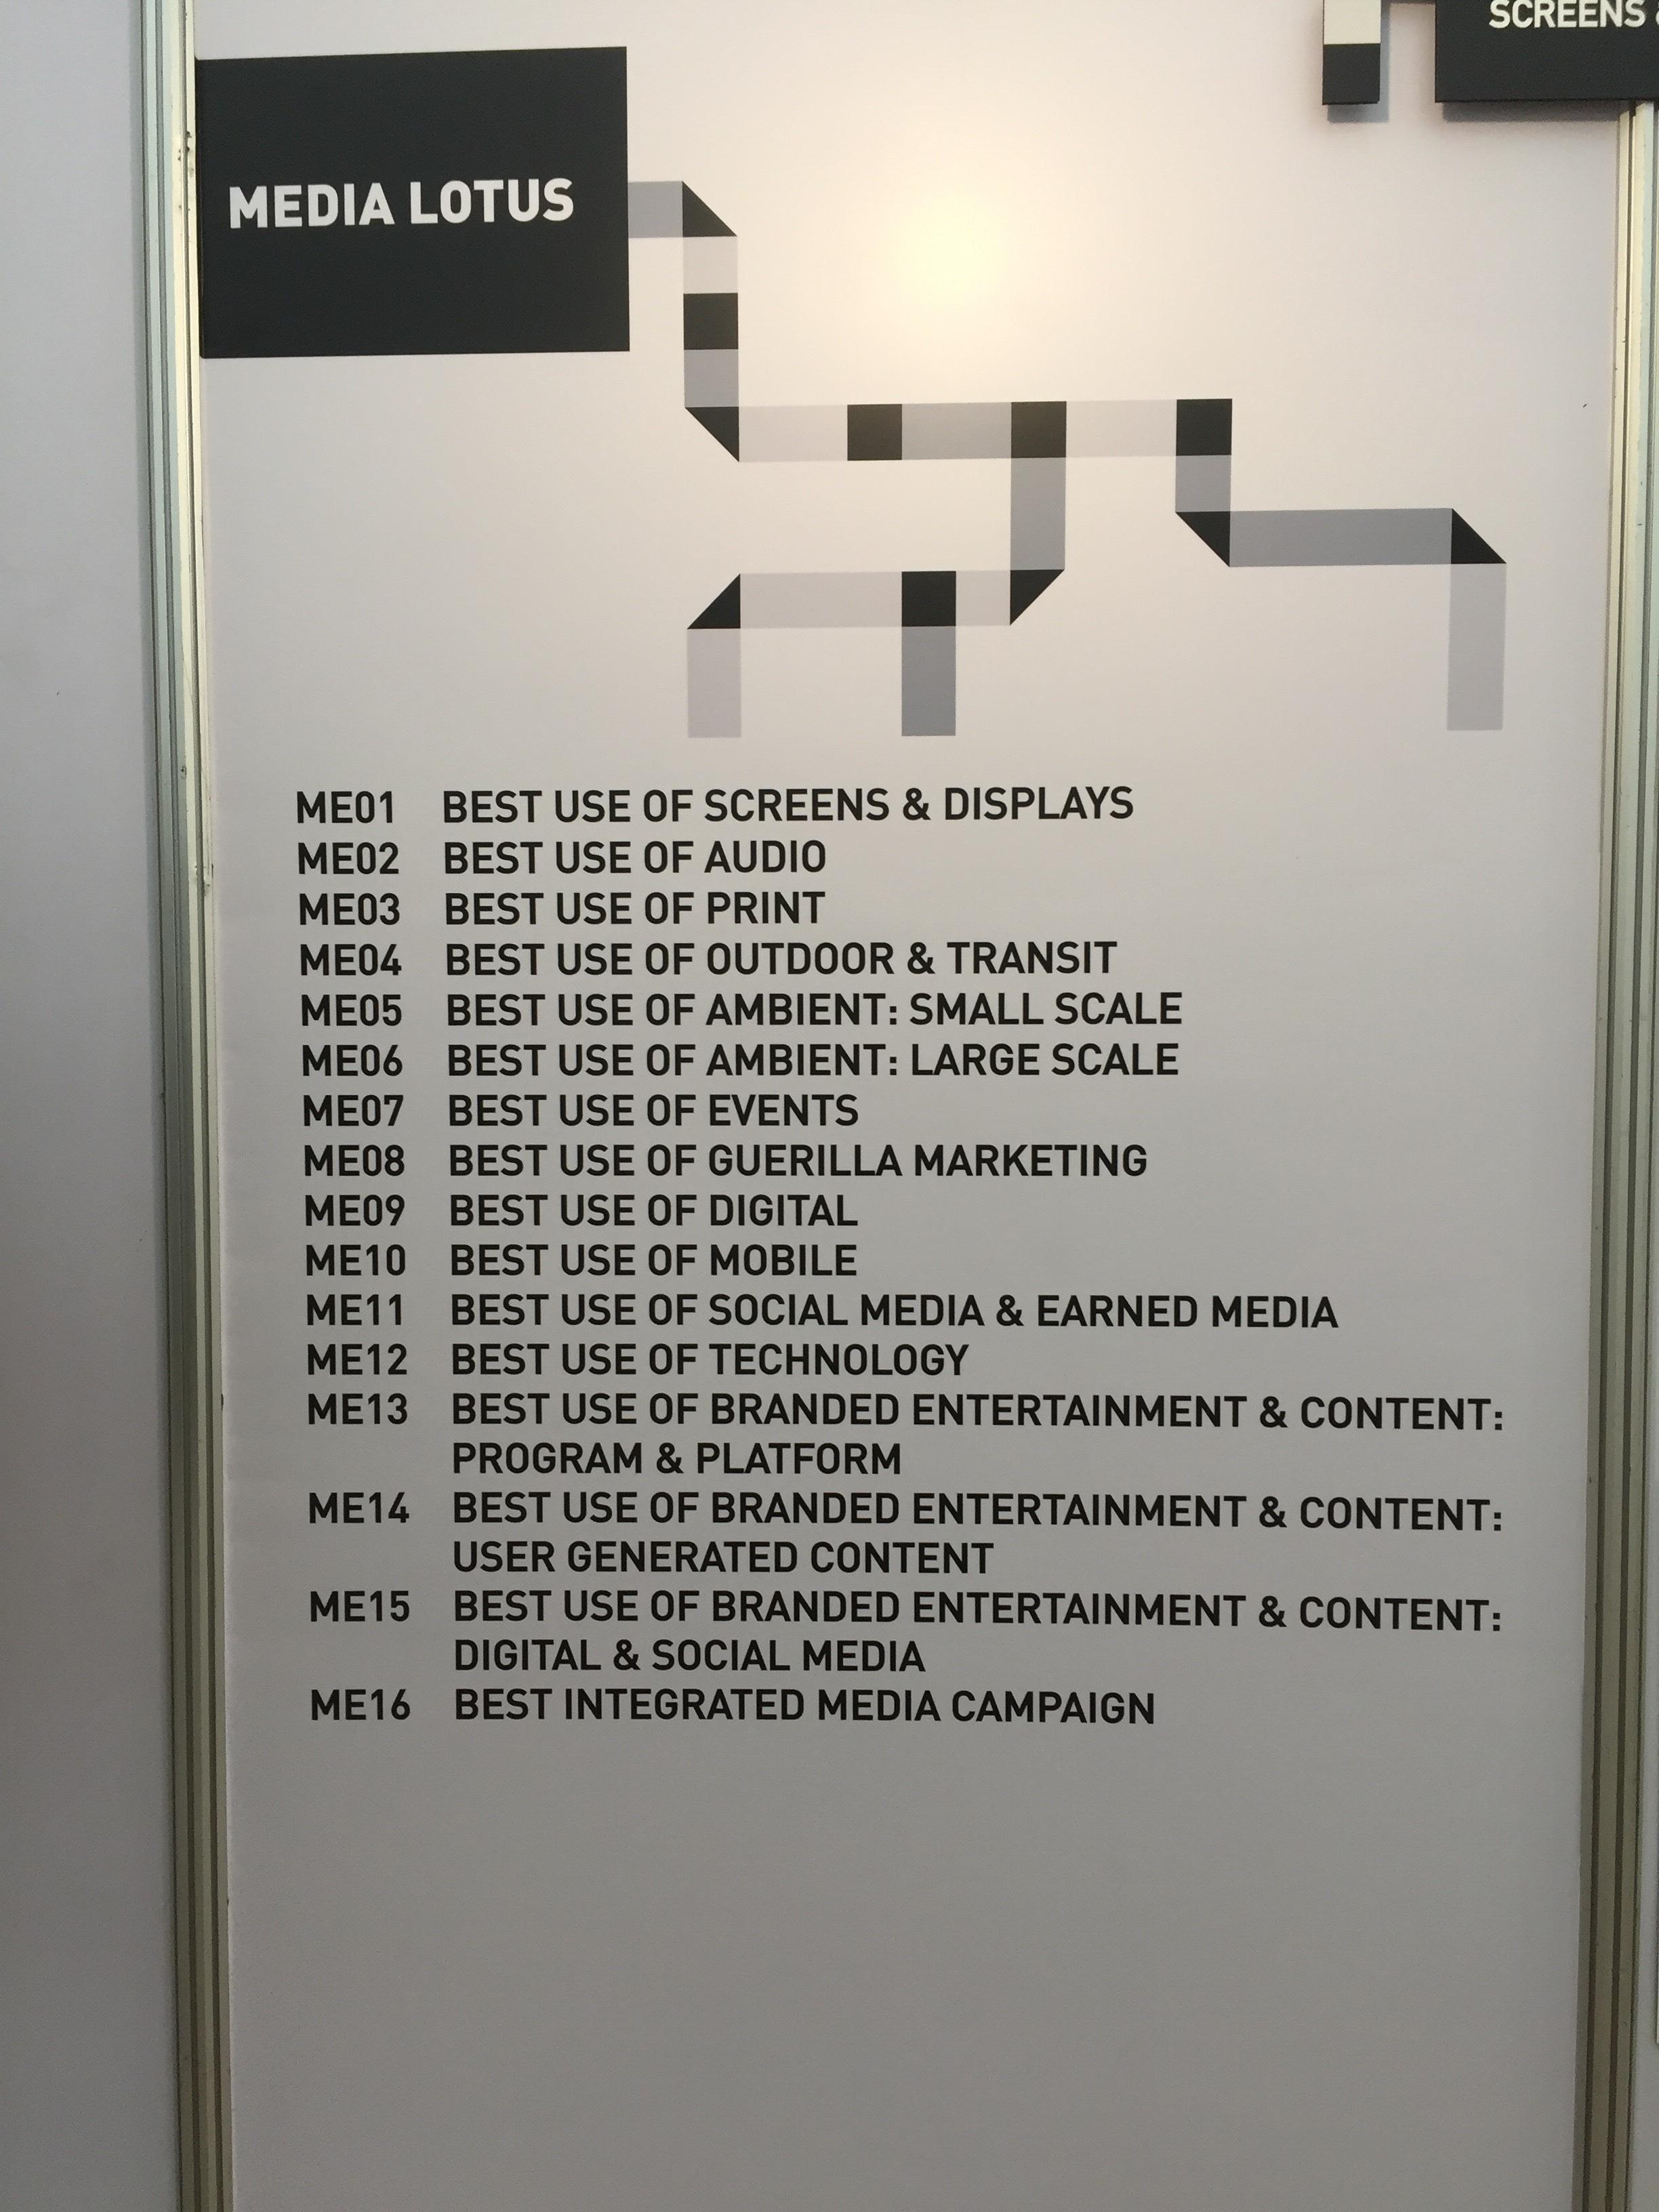 SCREENS
MEDIA LOTUS
ME01 BEST USE OF SCREENS & DISPLAYS
ME02 BEST USE OF AUDIO
ME03 BEST USE OF PRINT
ME04 BEST USE OF OUTDOOR & TRANSIT
ME05 BEST USE OF AMBIENT: SMALL SCALE
ME06 BEST USE OF AMBIENT: LARGE SCALE
ME07 BEST USE OF EVENTS
ME08 BEST USE OF GUERILLA MARKETING
ME09 BEST USE OF DIGITAL
ME10 BEST USE OF MOBILE
ME11 BEST USE OF SOCIAL MEDIA & EARNED MEDIA
ME12 BEST USE OF TECHNOLOGY
ME13 BEST USE OF BRANDED ENTERTAINMENT & CONTENT:
PROGRAM & PLATFORM
ME14 BEST USE OF BRANDED ENTERTAINMENT & CONTENT:
USER GENERATED CONTENT
ME15 BEST USE OF BRANDED ENTERTAINMENT & CONTENT:
DIGITAL & SOCIAL MEDIA
ME16 BEST INTEGRATED MEDIA CAMPAIGN